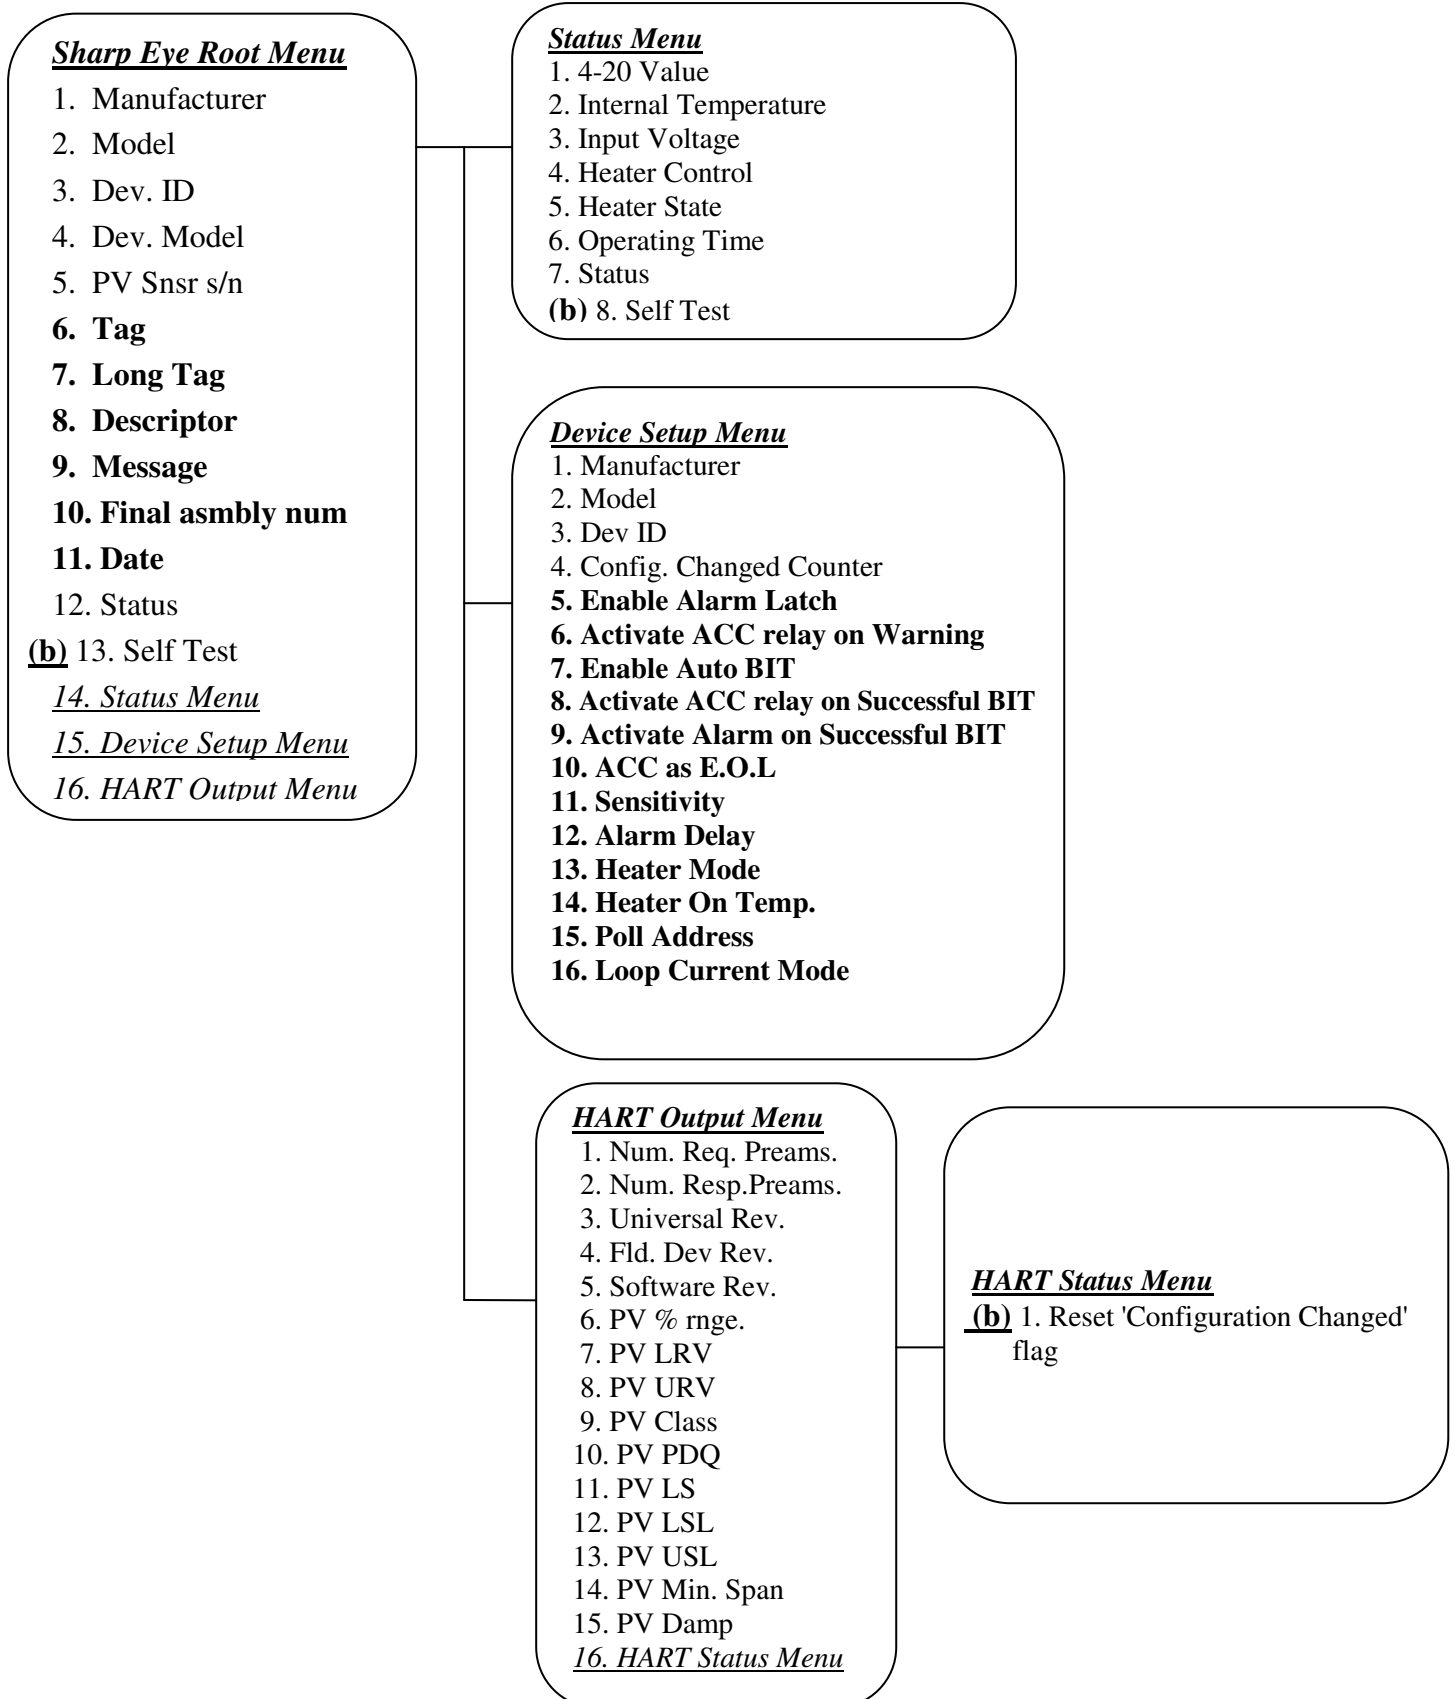 Sharp Eye Root Menu
1. Manufacturer
2. Model
3. Dev. ID
4. Dev. Model
5. PV Snsr s/n
6. Tag
7. Long Tag
8. Descriptor
9. Message
10. Final asmbly num
11. Date
12. Status
(b) 13. Self Test
14. Status Menu
15. Device Setup Menu
16. HART Output Menu
Status Menu
1. 4-20 Value
2. Internal Temperature
3. Input Voltage
4. Heater Control
5. Heater State
6. Operating Time
7. Status
(b) 8. Self Test
Device Setup Menu
1. Manufacturer
2. Model
3. Dev ID
4. Config. Changed Counter
5. Enable Alarm Latch
6. Activate ACC relay on Warning
7. Enable Auto BIT
8. Activate ACC relay on Successful BIT
9. Activate Alarm on Successful BIT
10. ACC as E.O.L
11. Sensitivity
12. Alarm Delay
13. Heater Mode
14. Heater On Temp.
15. Poll Address
16. Loop Current Mode
HART Output Menu
1. Num. Req. Preams.
2. Num. Resp.Preams.
3. Universal Rev.
4. Fld. Dev Rev.
5. Software Rev.
6. PV % rnge.
7. PV LRV
8. PV URV
9. PV Class
10. PV PDQ
11. PV LS
12. PV LSL
13. PV USL
14. PV Min. Span
15. PV Damp
16. HART Status Menu
HART Status Menu
(b) 1. Reset 'Configuration Changed'
flag